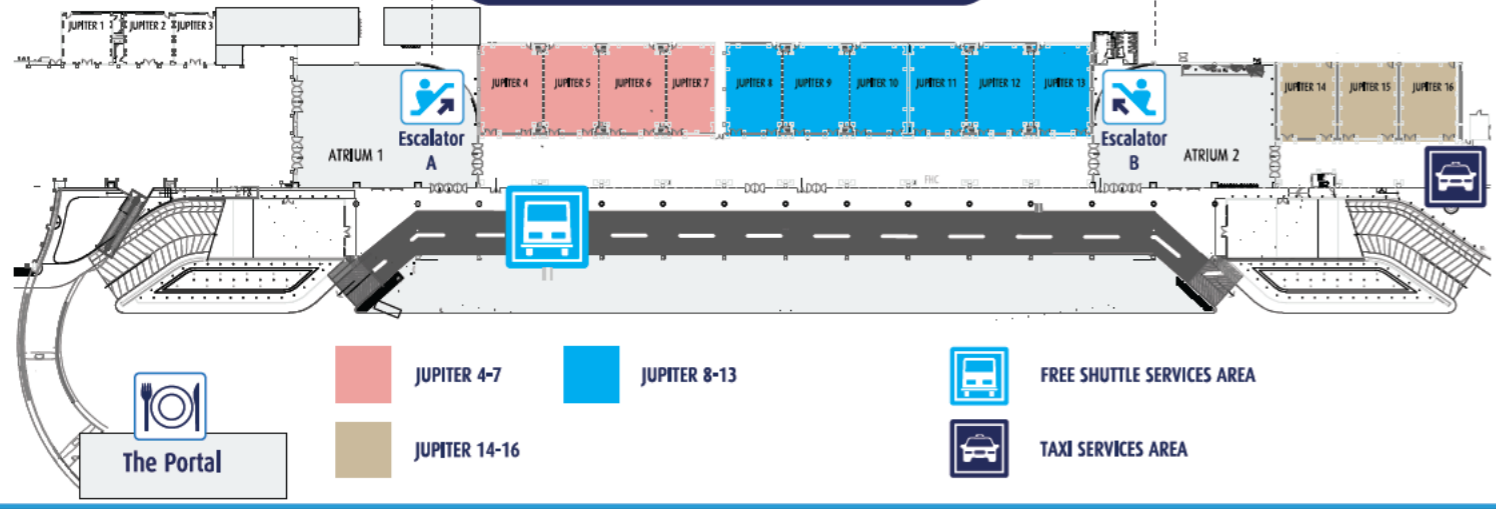 JUPITER 1
JUPITER 2
JUPITER 3
JUPITER 4
JUPITER 5
JUPITER 6
JUPITER 7
JUPITER 8
JUPITER 9
JUPITER 10
JUPITER 11
JUPITER 12
JUPITER 13
JUPITER 14
JUPITER 15
JUPITER 16
ATRIUM 1
Escalator
A
Escalator
B
ATRIUM 2
FHC
JUPITER 4-7
JUPITER 8-13
FREE SHUTTLE SERVICES AREA
The Portal
JUPITER 14-16
TAXI SERVICES AREA